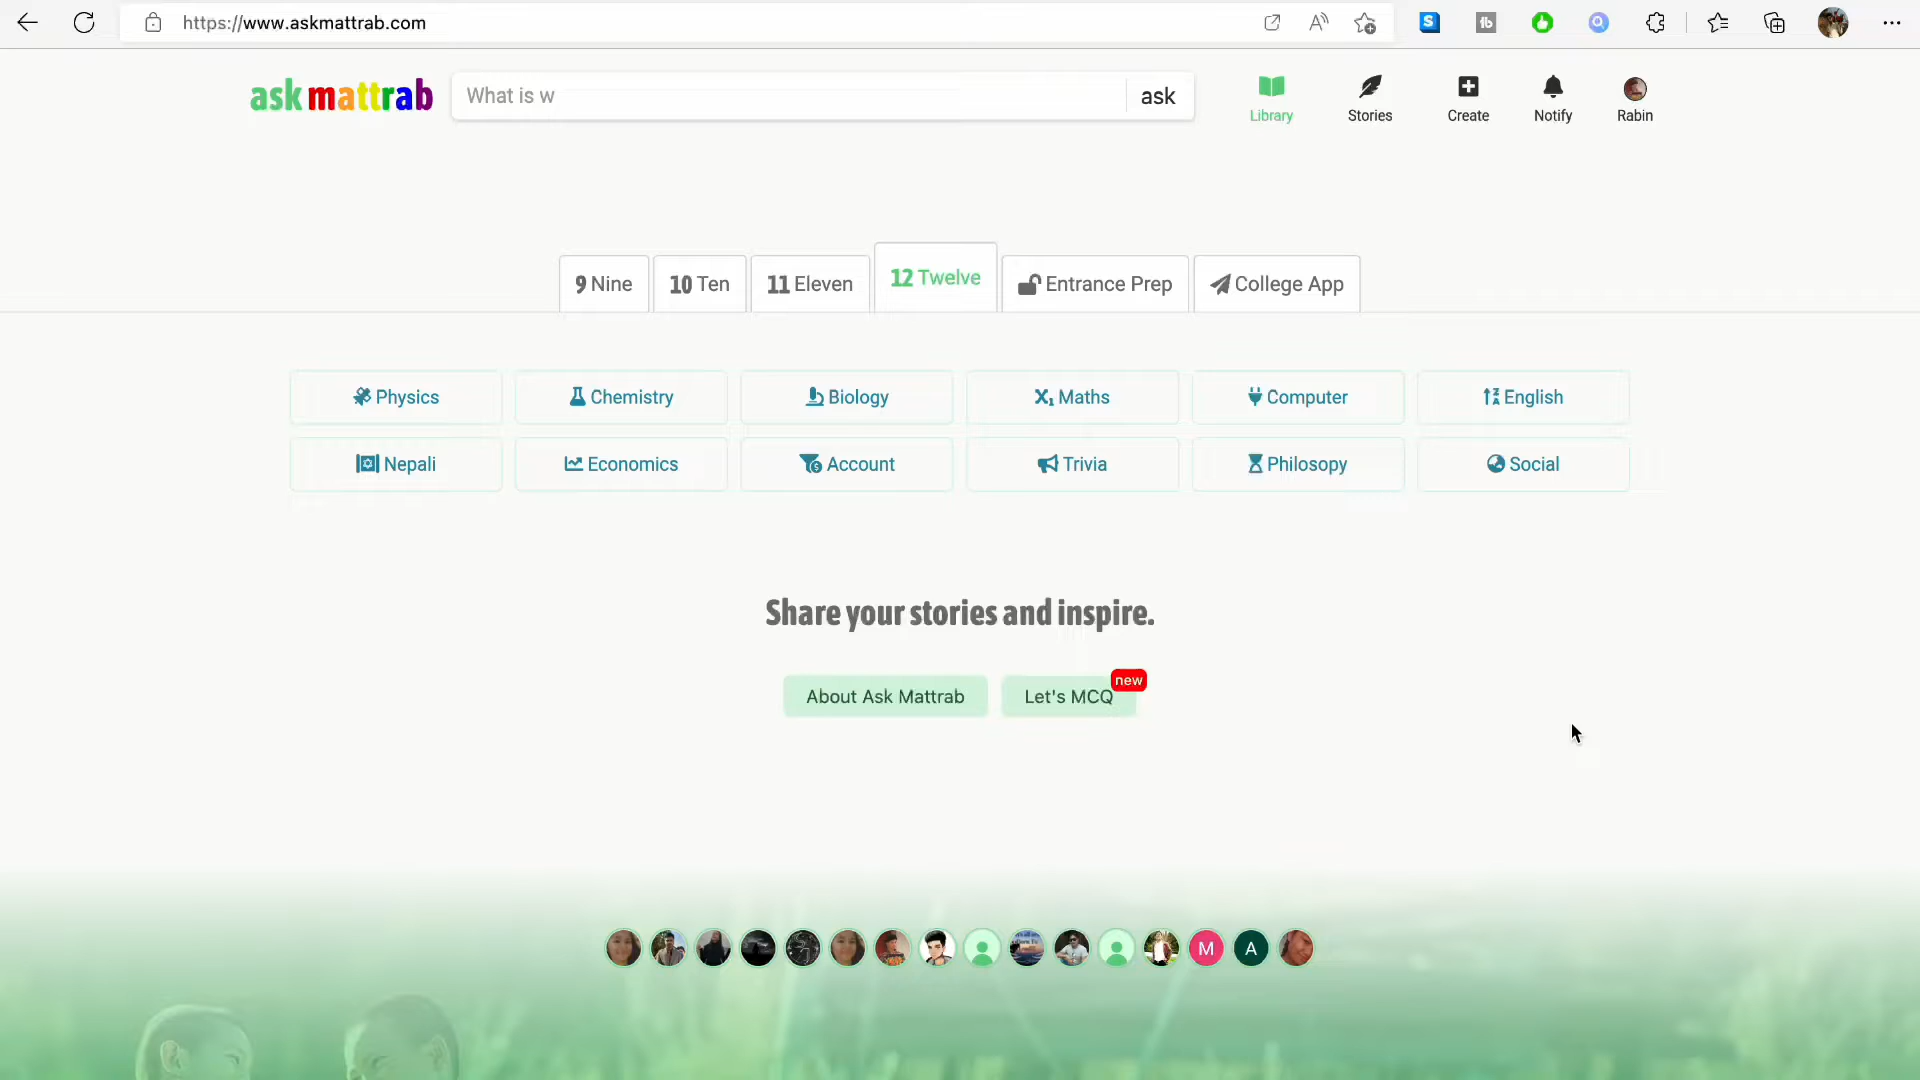 https://www.askmattrab.com
ask mattrab
What is w
ask
Library
Stories
Create
Notify
Rabin
9 Nine
10 Ten
11 Eleven
12 Twelve
Entrance Prep
College App
Physics
Chemistry
Biology
Maths
Computer
English
Nepali
Economics
Account
Trivia
Philosopy
Social
Share your stories and inspire.
About Ask Mattrab
Let's MCQ
new
M
A